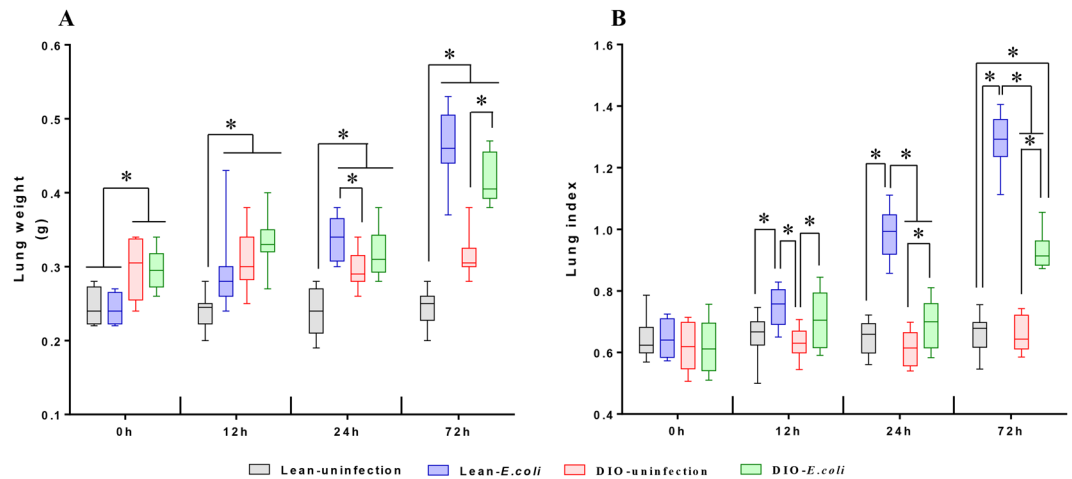 A
B
Lung weight
(g)
0.6
0.5
0.4
0.3
0.2
0.1
*
*
*
*
*
*
0h
12h
24h
72h
Lung index
1.6
1.4
1.2
1.0
0.8
0.6
0.4
*
*
*
*
*
*
*
*
*
*
0h
12h
24h
72h
Lean-uninfection
Lean-E.coli
DIO-uninfection
DIO-E.coli